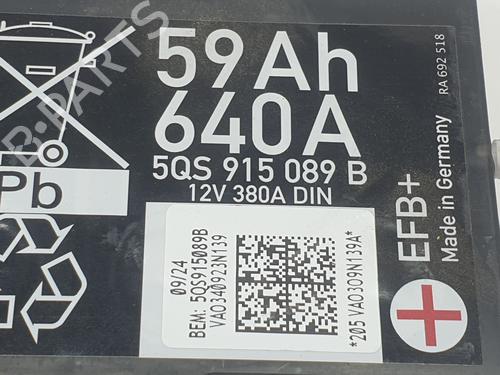 59Ah
640A
5QS 915 089 B
12V 380A DIN
Pb
09/24
BEM: 5QS915089B
VA0340923N139
*205 VA0309N139A*
EFB+
Made in Germany
RA 692 518
B-PARTS